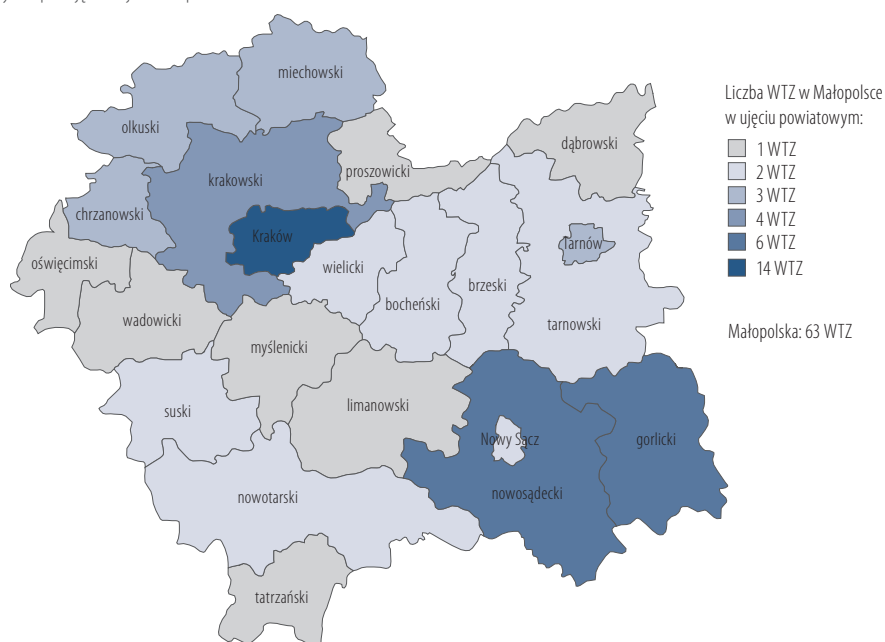 miechowski
olkuski
dąbrowski
proszowicki
krakowski
chrzanowski
Kraków
Tarnów
oświęcimski
wielicki
brzeski
bocheński
wadowicki
tarnowski
myślenicki
limanowski
suski
Nowy Sącz
gorlicki
nowotarski
nowosądecki
tatrzański
Liczba WTZ w Małopolsce
w ujęciu powiatowym:
1 WTZ
2 WTZ
3 WTZ
4 WTZ
6 WTZ
14 WTZ
Małopolska: 63 WTZ